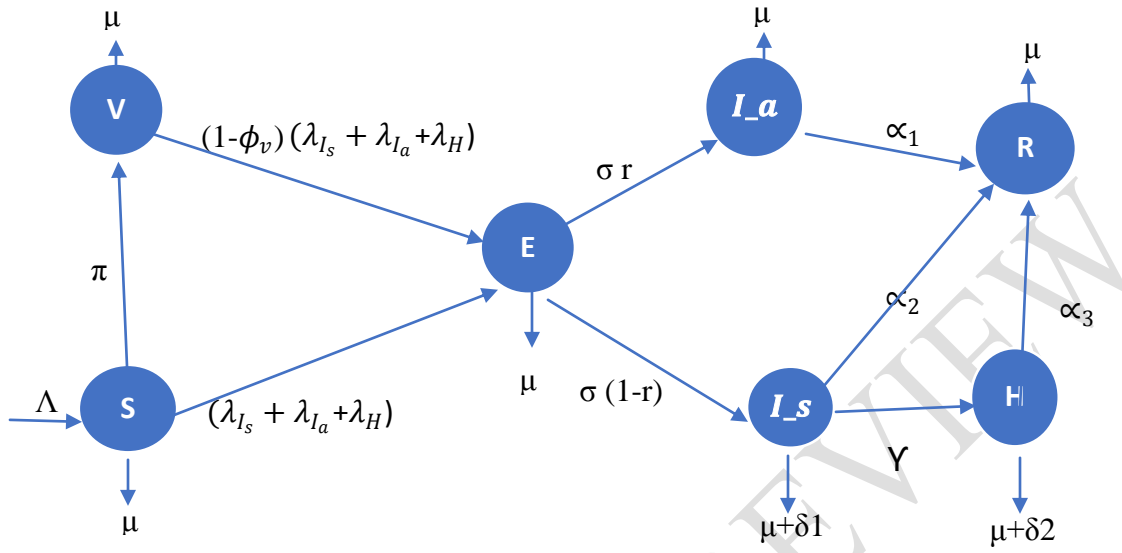 μ
μ
μ
V
I_a
R
(1-ϕ_v) (λ_{I_s} + λ_{I_a}+λ_H)
∝_1
σ r
E
π
∝_2
∝_3
μ
σ (1-r)
Λ
S
(λ_{I_s} + λ_{I_a}+λ_H)
I_s
H
ϒ
μ
μ+δ1
μ+δ2
EVIEW